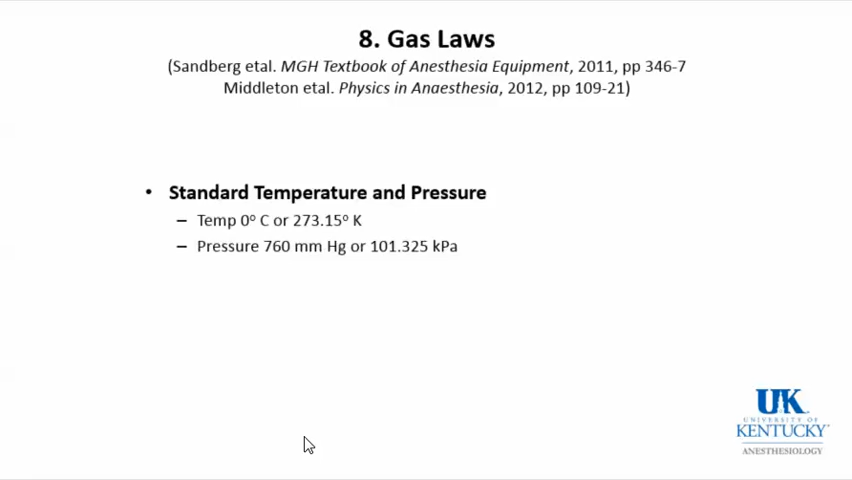 8. Gas Laws
(Sandberg etal. MGH Textbook of Anesthesia Equipment, 2011, pp 346-7
Middleton etal. Physics in Anaesthesia, 2012, pp 109-21)
• Standard Temperature and Pressure
– Temp 0° C or 273.15° K
– Pressure 760 mm Hg or 101.325 kPa
UK
UNIVERSITY OF
KENTUCKY
ANESTHESIOLOGY